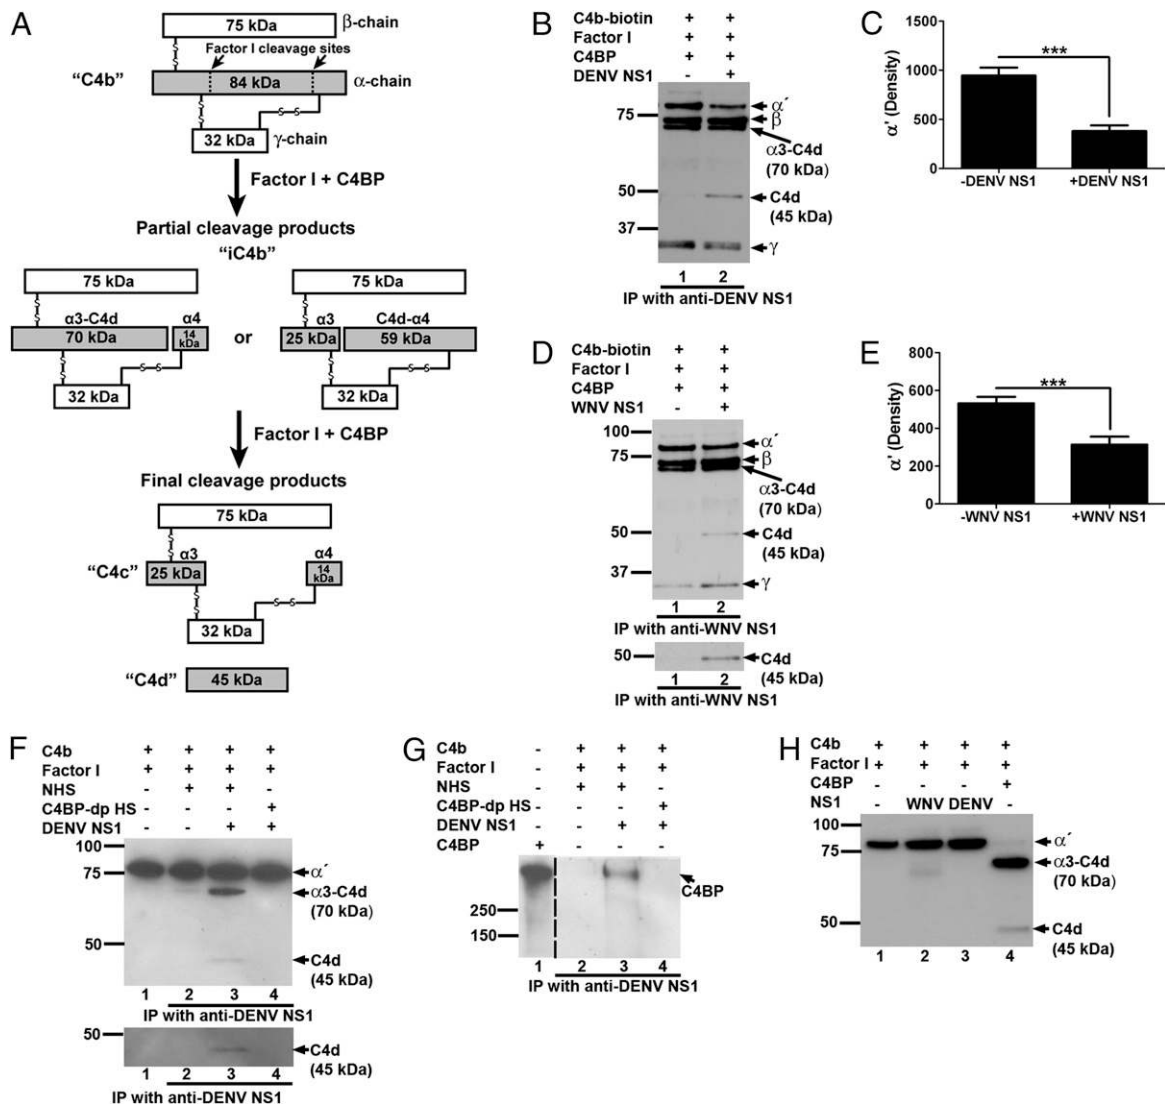 A
75 kDa
β-chain
Factor I cleavage sites
"C4b"
84 kDa
α-chain
S
S
S-S
32 kDa
γ-chain
Factor I + C4BP
Partial cleavage products
"iC4b"
75 kDa
75 kDa
α3-C4d
α4
α3
C4d-α4
70 kDa
14 kDa
or
25 kDa
59 kDa
32 kDa
32 kDa
Factor I + C4BP
Final cleavage products
75 kDa
α3
α4
"C4c"
25 kDa
14 kDa
32 kDa
"C4d"
45 kDa
B
C4b-biotin + +
Factor I + +
C4BP + +
DENV NS1 - +
75
α´
β
α3-C4d
(70 kDa)
50
C4d
(45 kDa)
37
γ
1 2
IP with anti-DENV NS1
C
α' (Density)
1500
1000
500
0
***
-DENV NS1 +DENV NS1
D
C4b-biotin + +
Factor I + +
C4BP + +
WNV NS1 - +
100
α´
75
β
α3-C4d
(70 kDa)
50
C4d
(45 kDa)
37
γ
1 2
IP with anti-WNV NS1
50
C4d
(45 kDa)
1 2
IP with anti-WNV NS1
E
α' (Density)
800
600
400
200
0
***
-WNV NS1 +WNV NS1
F
C4b + + + +
Factor I + + + +
NHS - + + -
C4BP-dp HS - - - +
DENV NS1 - - + +
100
75
α´
α3-C4d
(70 kDa)
50
C4d
(45 kDa)
1 2 3 4
IP with anti-DENV NS1
50
C4d
(45 kDa)
1 2 3 4
IP with anti-DENV NS1
G
C4b - + + +
Factor I - + + +
NHS - + + -
C4BP-dp HS - - - +
DENV NS1 - - + +
C4BP + - - -
C4BP
250
150
1 2 3 4
IP with anti-DENV NS1
H
C4b + + + +
Factor I + + + +
C4BP - - - +
NS1 - WNV DENV -
100
α´
75
α3-C4d
(70 kDa)
50
C4d
(45 kDa)
1 2 3 4